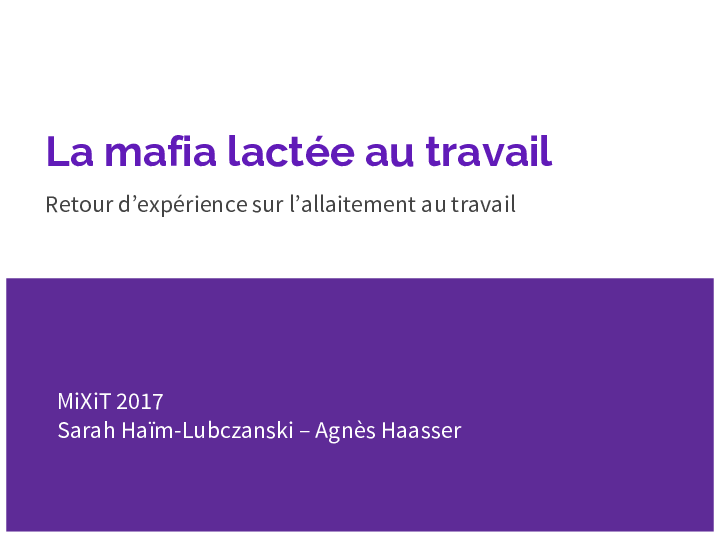 La mafia lactée au travail
Retour d’expérience sur l’allaitement au travail
MiXiT 2017
Sarah Haïm-Lubczanski – Agnès Haasser